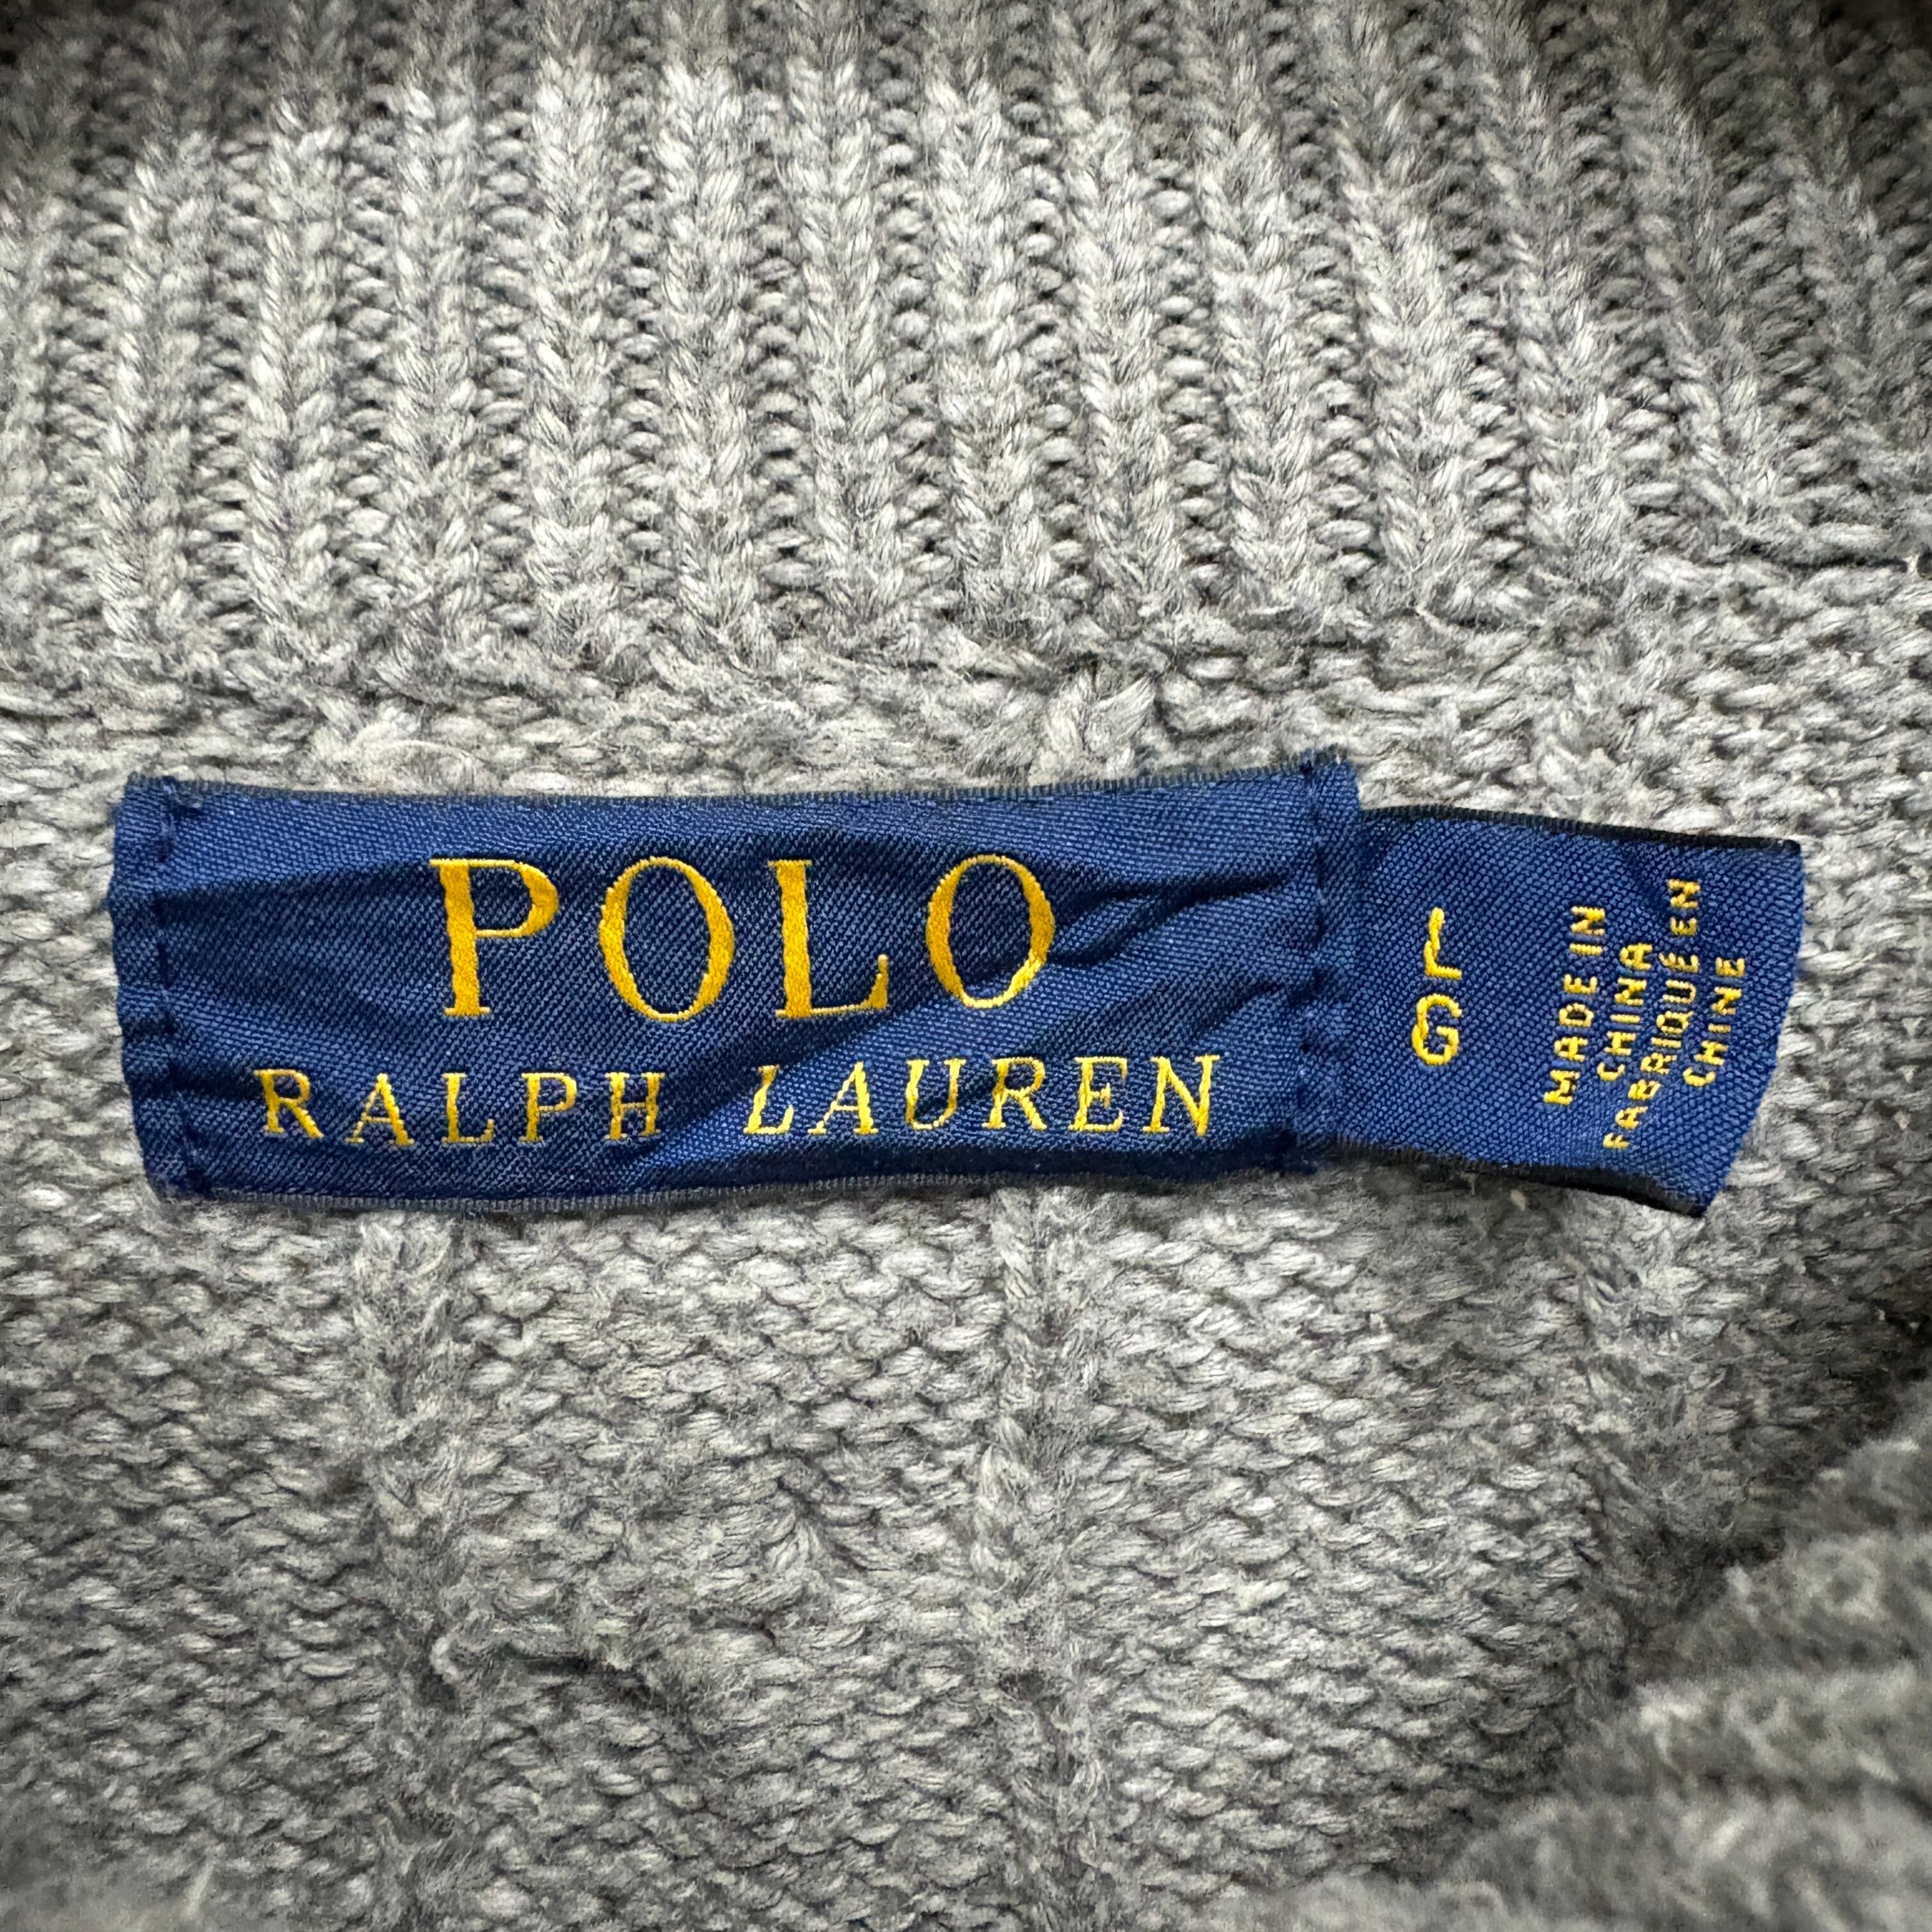 POLO
RALPH LAUREN
L
G
MADE IN
CHINA
FABRIQUÉ EN
CHINE